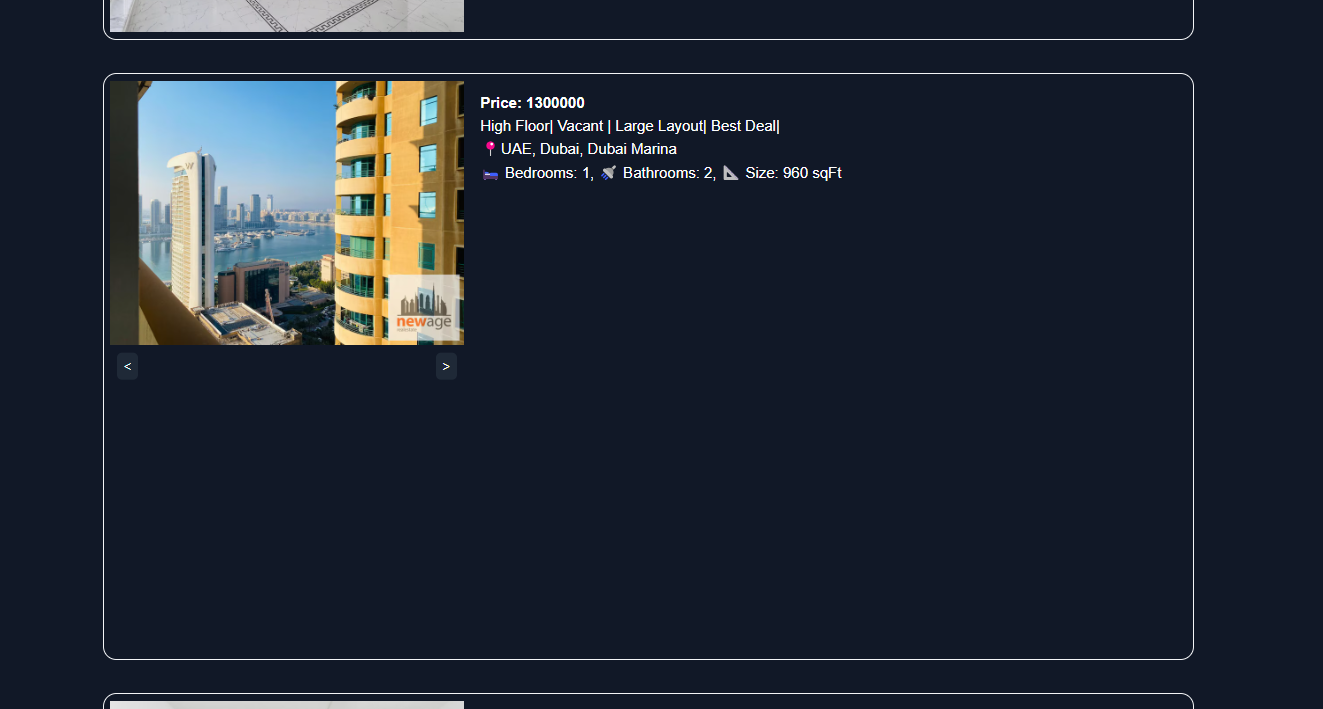 Price: 1300000
High Floor| Vacant | Large Layout| Best Deal|
UAE, Dubai, Dubai Marina
Bedrooms: 1, Bathrooms: 2, Size: 960 sqFt
W
newage
<
>